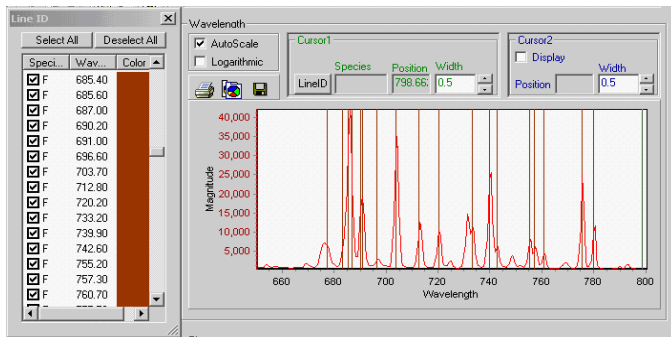 Line ID
Select All Deselect All
Speci... Wav... Color
F 685.40
F 685.60
F 687.00
F 690.20
F 691.00
F 696.60
F 703.70
F 712.80
F 720.20
F 733.20
F 739.90
F 742.60
F 755.20
F 757.30
F 760.70
Wavelength
AutoScale
Logarithmic
Cursor1
Species Position Width
LineID 798.66 0.5
Cursor2
Display
Width
Position 0.5
40,000
35,000
30,000
25,000
20,000
15,000
10,000
5,000
Magnitude
660 680 700 720 740 760 780 800
Wavelength